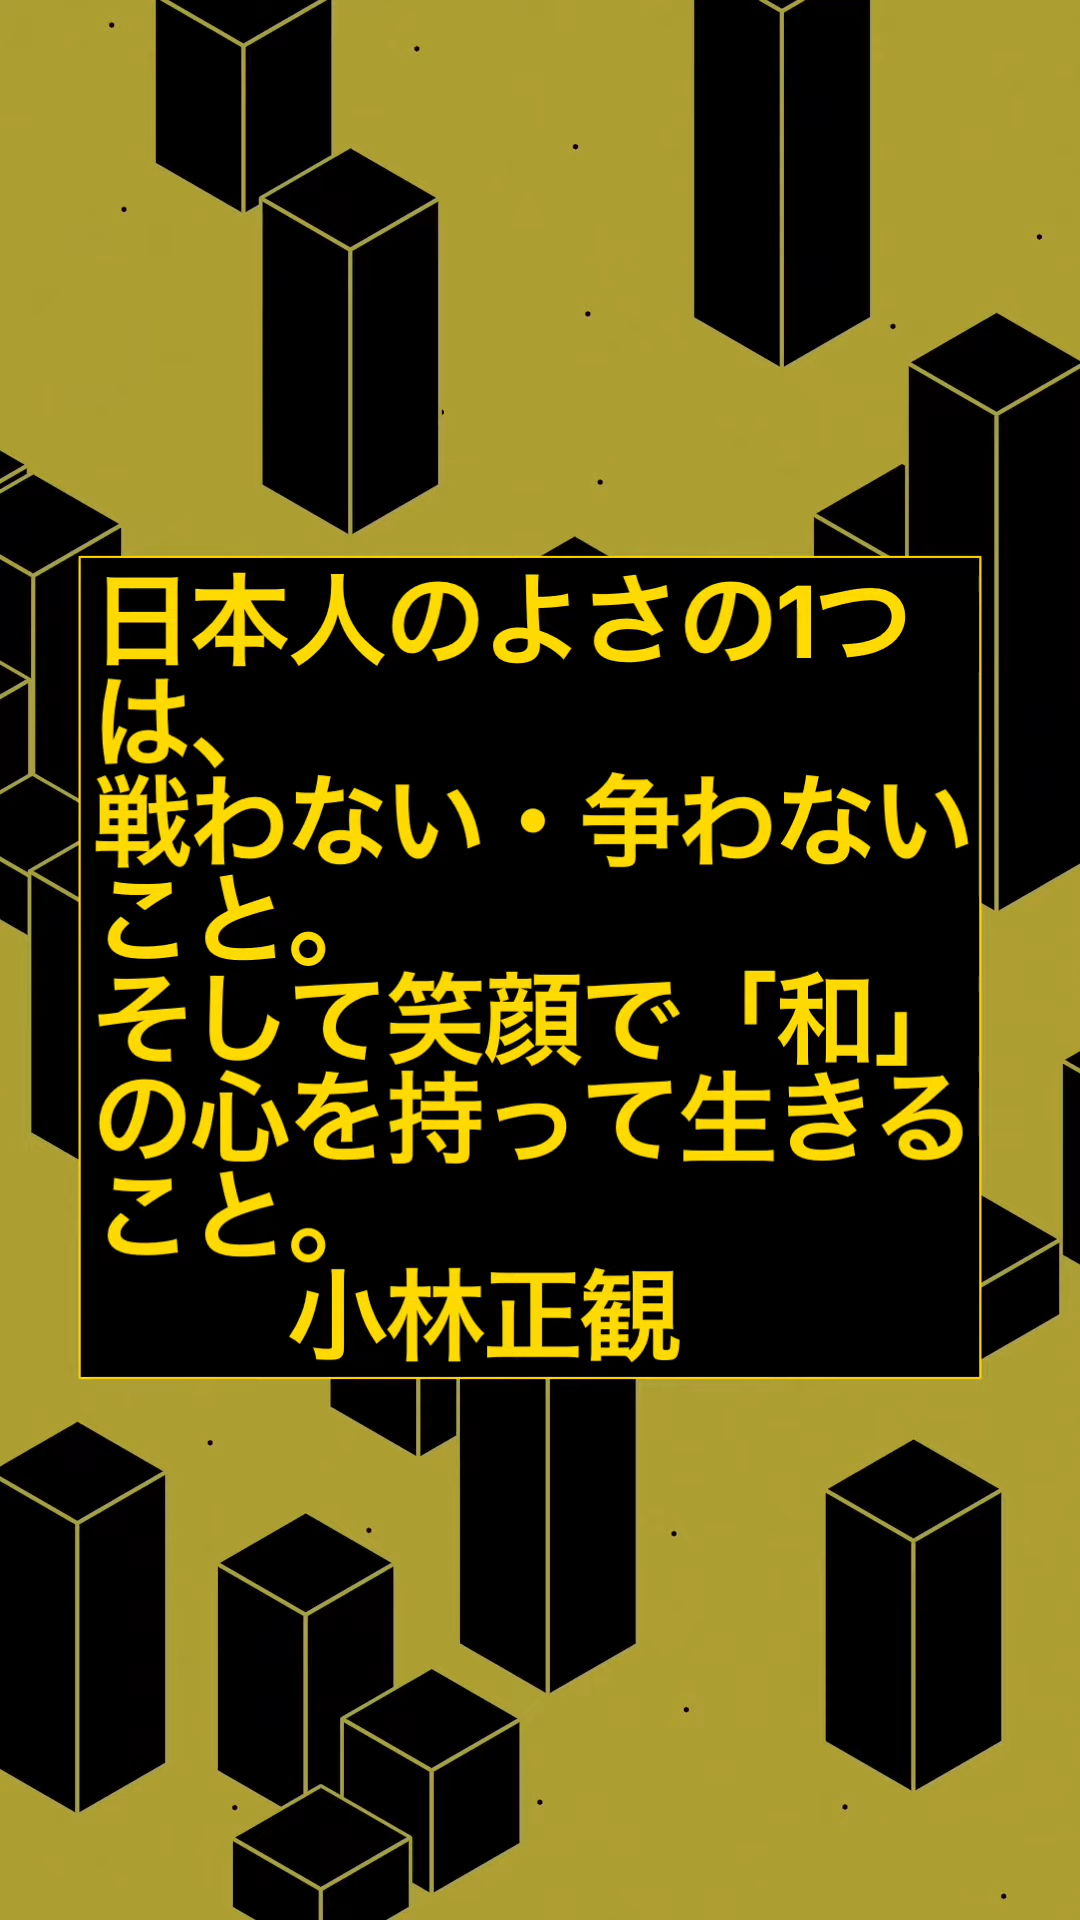 日本人のよさの1つ
は、
戦わない・争わない
こと。
そして笑顔で「和」
の心を持って生きる
こと。
小林正観